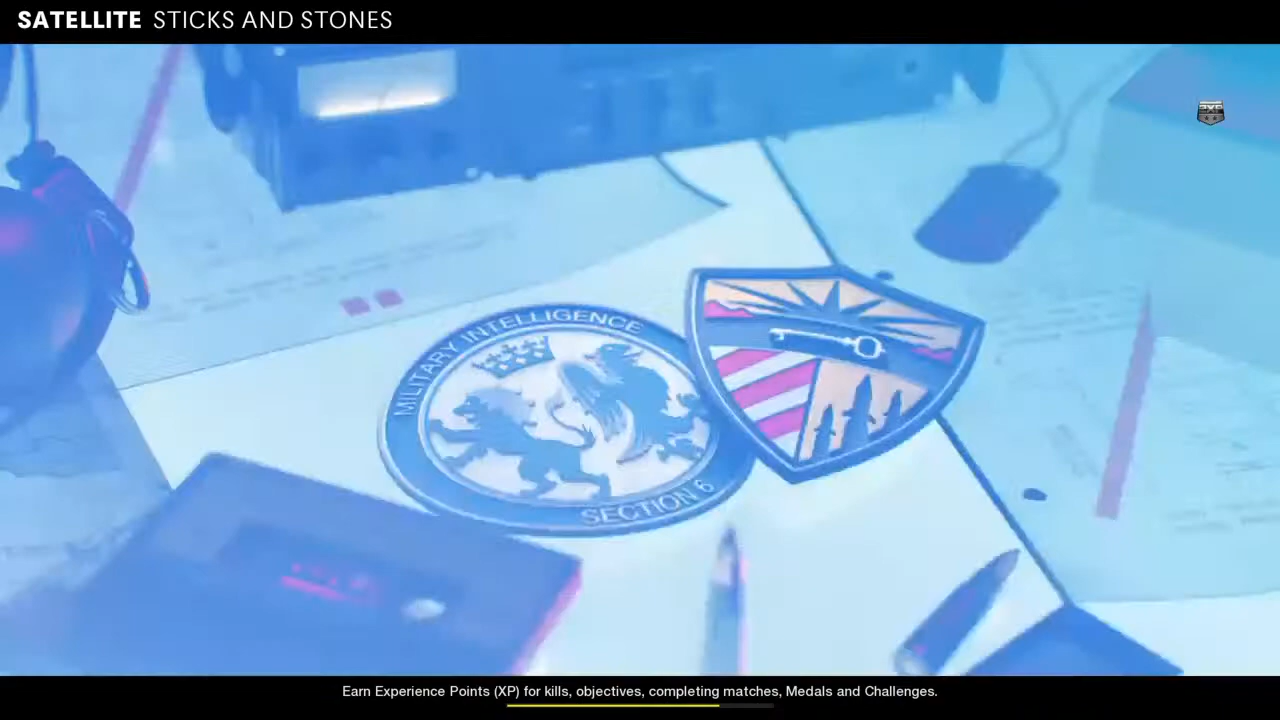 SATELLITE STICKS AND STONES
2XP
MILITARY INTELLIGENCE
SECTION 6
Earn Experience Points (XP) for kills, objectives, completing matches, Medals and Challenges.